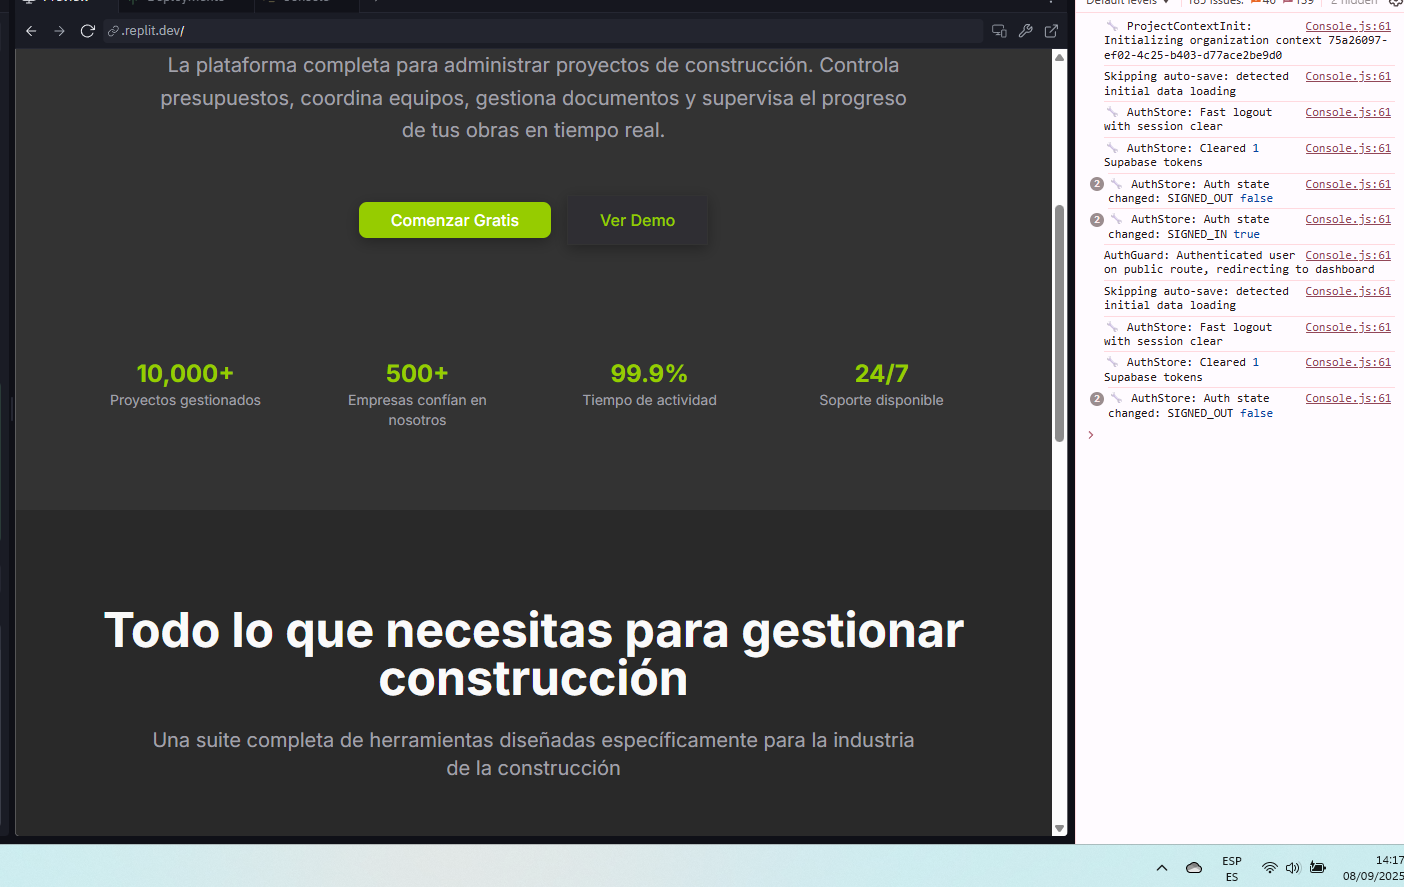 Default levels
185 Issues:
46
139
2 hidden
.replit.dev/
La plataforma completa para administrar proyectos de construcción. Controla
presupuestos, coordina equipos, gestiona documentos y supervisa el progreso
de tus obras en tiempo real.
Comenzar Gratis
Ver Demo
10,000+
Proyectos gestionados
500+
Empresas confían en
nosotros
99.9%
Tiempo de actividad
24/7
Soporte disponible
Todo lo que necesitas para gestionar
construcción
Una suite completa de herramientas diseñadas específicamente para la industria
de la construcción
ProjectContextInit: Console.js:61
Initializing organization context 75a26097-
ef02-4c25-b403-d77ace2be9d0
Skipping auto-save: detected Console.js:61
initial data loading
AuthStore: Fast logout Console.js:61
with session clear
AuthStore: Cleared 1 Console.js:61
Supabase tokens
2 AuthStore: Auth state Console.js:61
changed: SIGNED_OUT false
2 AuthStore: Auth state Console.js:61
changed: SIGNED_IN true
AuthGuard: Authenticated user Console.js:61
on public route, redirecting to dashboard
Skipping auto-save: detected Console.js:61
initial data loading
AuthStore: Fast logout Console.js:61
with session clear
AuthStore: Cleared 1 Console.js:61
Supabase tokens
2 AuthStore: Auth state Console.js:61
changed: SIGNED_OUT false
ESP
ES
14:17
08/09/2025